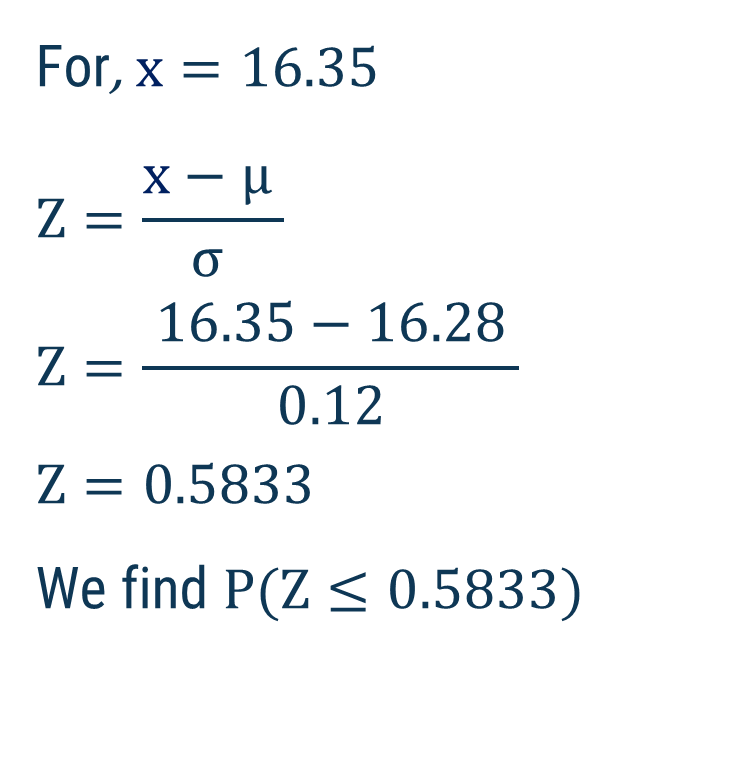 For, x = 16.35
Z = (x − μ) / σ
Z = (16.35 − 16.28) / 0.12
Z = 0.5833
We find P(Z ≤ 0.5833)